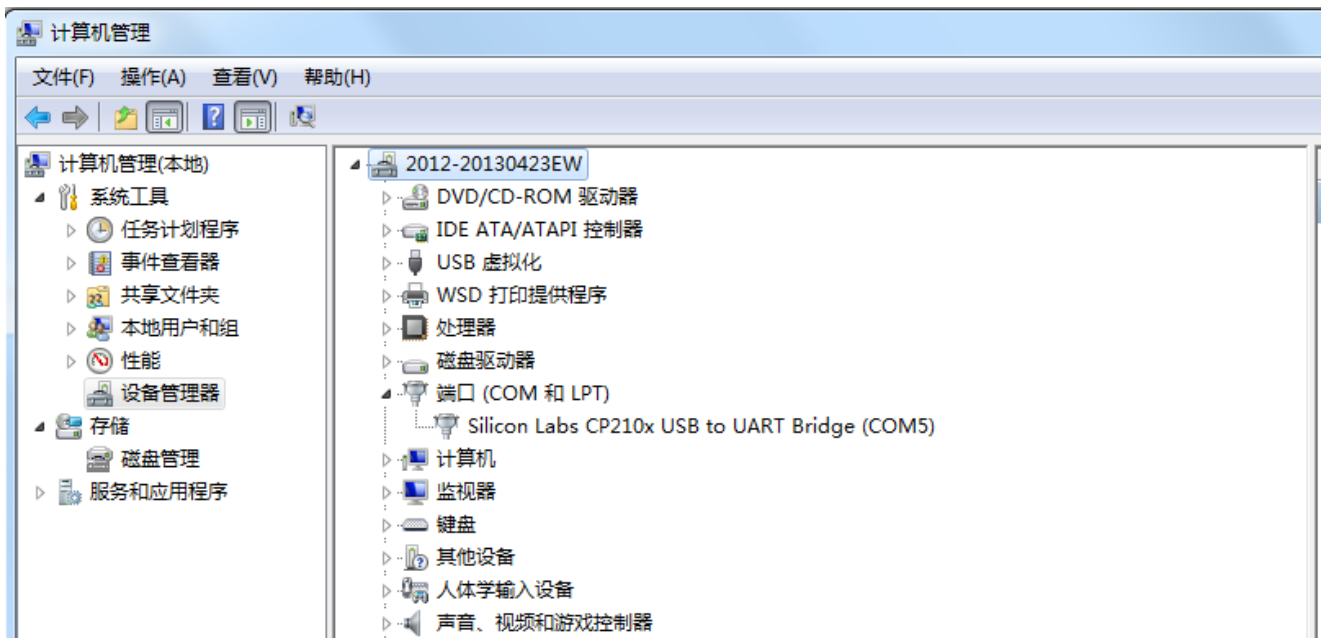 计算机管理
文件(F) 操作(A) 查看(V) 帮助(H)
计算机管理(本地)
系统工具
任务计划程序
事件查看器
共享文件夹
本地用户和组
性能
设备管理器
存储
磁盘管理
服务和应用程序
2012-20130423EW
DVD/CD-ROM 驱动器
IDE ATA/ATAPI 控制器
USB 虚拟化
WSD 打印提供程序
处理器
磁盘驱动器
端口 (COM 和 LPT)
Silicon Labs CP210x USB to UART Bridge (COM5)
计算机
监视器
键盘
其他设备
人体学输入设备
声音、视频和游戏控制器